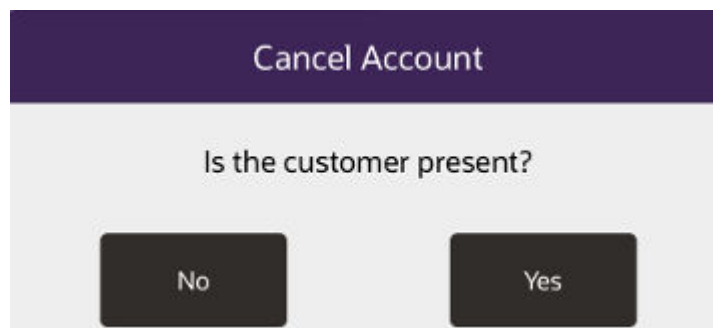 Cancel Account
Is the customer present?
No Yes